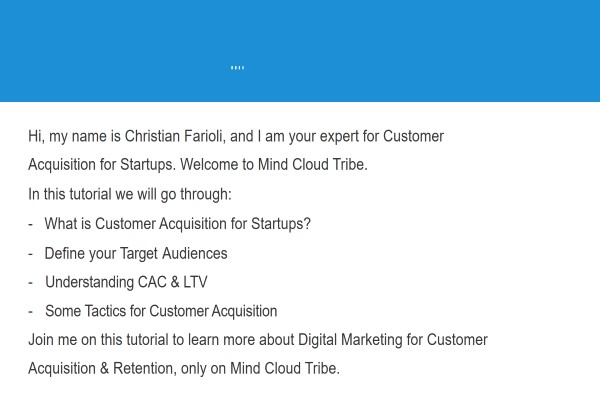 Hi, my name is Christian Farioli, and I am your expert for Customer
Acquisition for Startups. Welcome to Mind Cloud Tribe.
In this tutorial we will go through:
- What is Customer Acquisition for Startups?
- Define your Target Audiences
- Understanding CAC & LTV
- Some Tactics for Customer Acquisition
Join me on this tutorial to learn more about Digital Marketing for Customer
Acquisition & Retention, only on Mind Cloud Tribe.